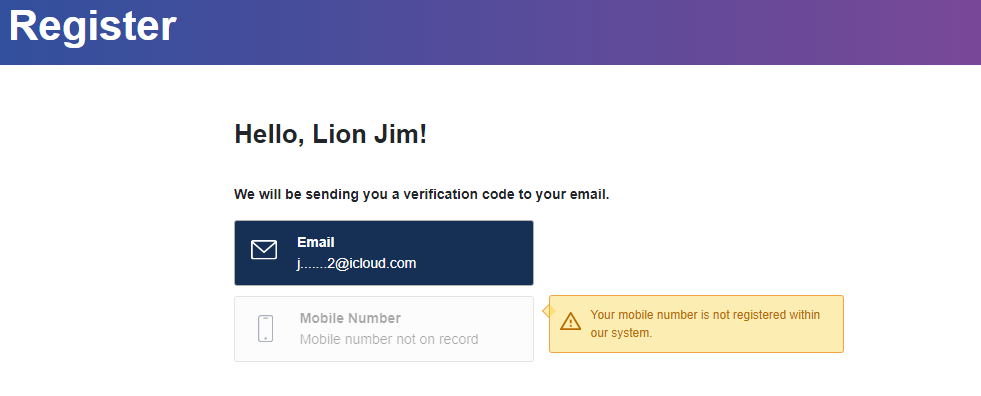 Register
Hello, Lion Jim!
We will be sending you a verification code to your email.
Email
j.......2@icloud.com
Mobile Number
Mobile number not on record
Your mobile number is not registered within
our system.